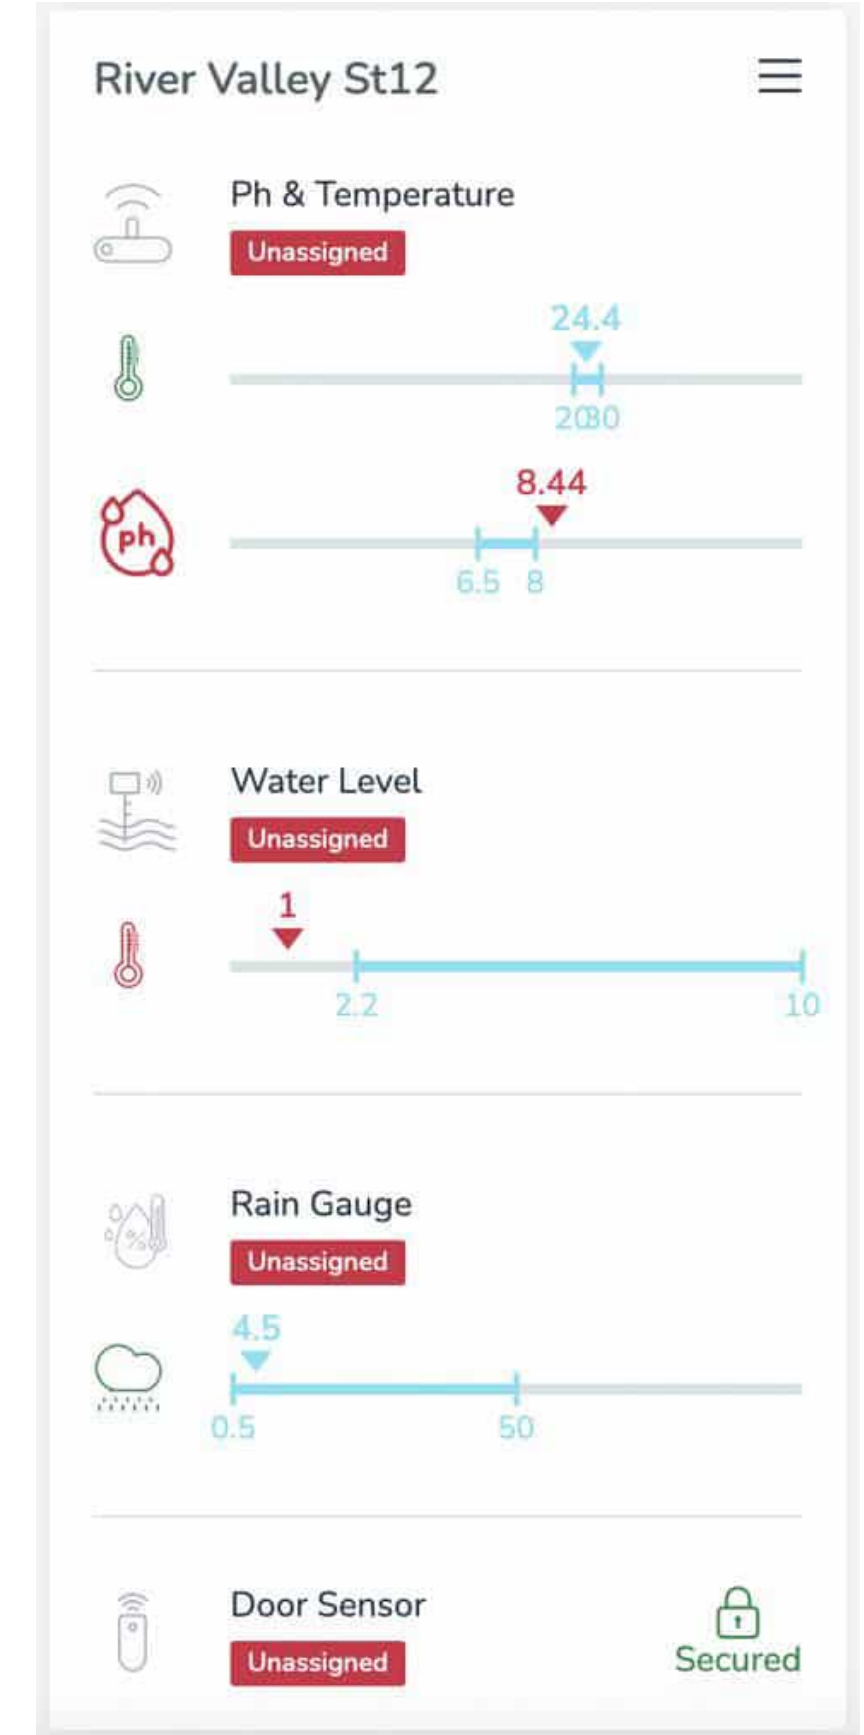 River Valley St12
Ph & Temperature
Unassigned
24.4
20 30
ph
8.44
6.5 8
Water Level
Unassigned
1
2.2 10
Rain Gauge
Unassigned
%
4.5
0.5 50
Door Sensor
Unassigned
Secured